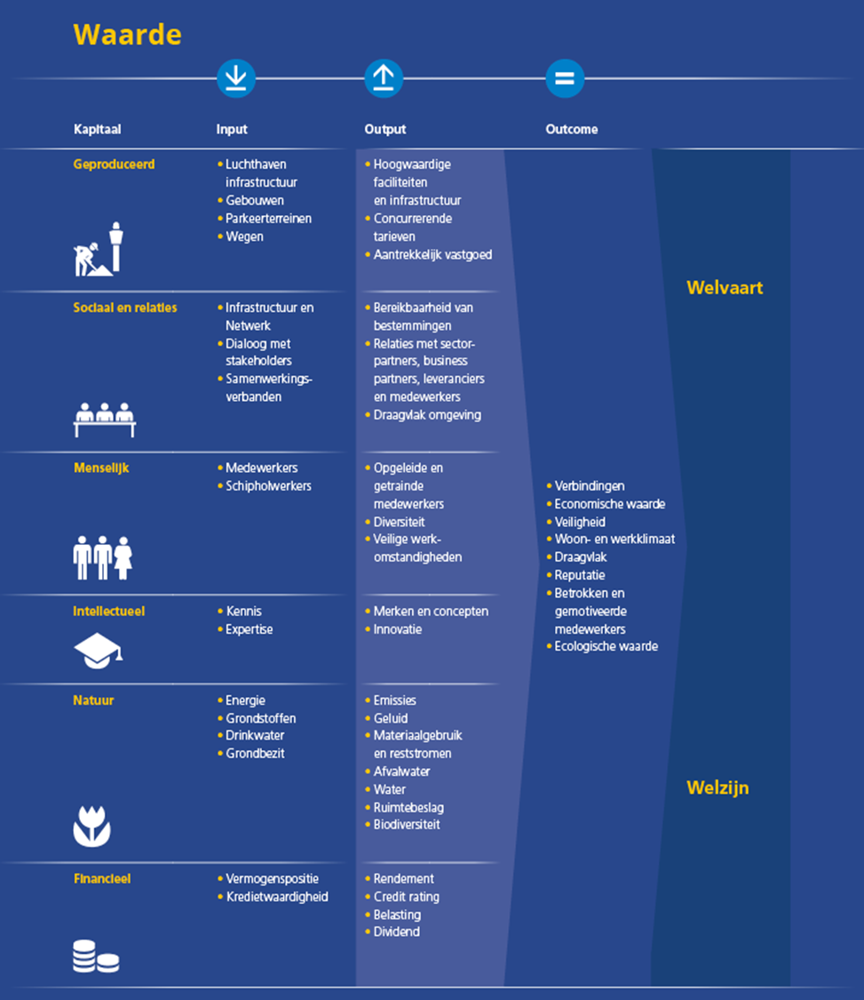 Waarde
Kapitaal
Input
Output
Outcome
Geproduceerd
• Luchthaven
infrastructuur
• Gebouwen
• Parkeerterreinen
• Wegen
• Hoogwaardige
faciliteiten
en infrastructuur
• Concurrerende
tarieven
• Aantrekkelijk vastgoed
Sociaal en relaties
• Infrastructuur en
Netwerk
• Dialoog met
stakeholders
• Samenwerkings-
verbanden
• Bereikbaarheid van
bestemmingen
• Relaties met sector-
partners, business
partners, leveranciers
en medewerkers
• Draagvlak omgeving
Menselijk
• Medewerkers
• Schipholwerkers
• Opgeleide en
getrainde
medewerkers
• Diversiteit
• Veilige werk-
omstandigheden
Intellectueel
• Kennis
• Expertise
• Merken en concepten
• Innovatie
Natuur
• Energie
• Grondstoffen
• Drinkwater
• Grondbezit
• Emissies
• Geluid
• Materiaalgebruik
en reststromen
• Afvalwater
• Water
• Ruimtebeslag
• Biodiversiteit
Financieel
• Vermogenspositie
• Kredietwaardigheid
• Rendement
• Credit rating
• Belasting
• Dividend
• Verbindingen
• Economische waarde
• Veiligheid
• Woon- en werkklimaat
• Draagvlak
• Reputatie
• Betrokken en
gemotiveerde
medewerkers
• Ecologische waarde
Welvaart
Welzijn